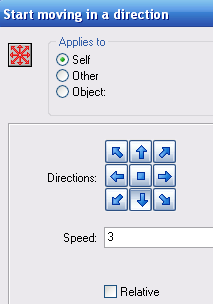 Start moving in a direction
Applies to
Self
Other
Object:
Directions:
Speed: 3
Relative